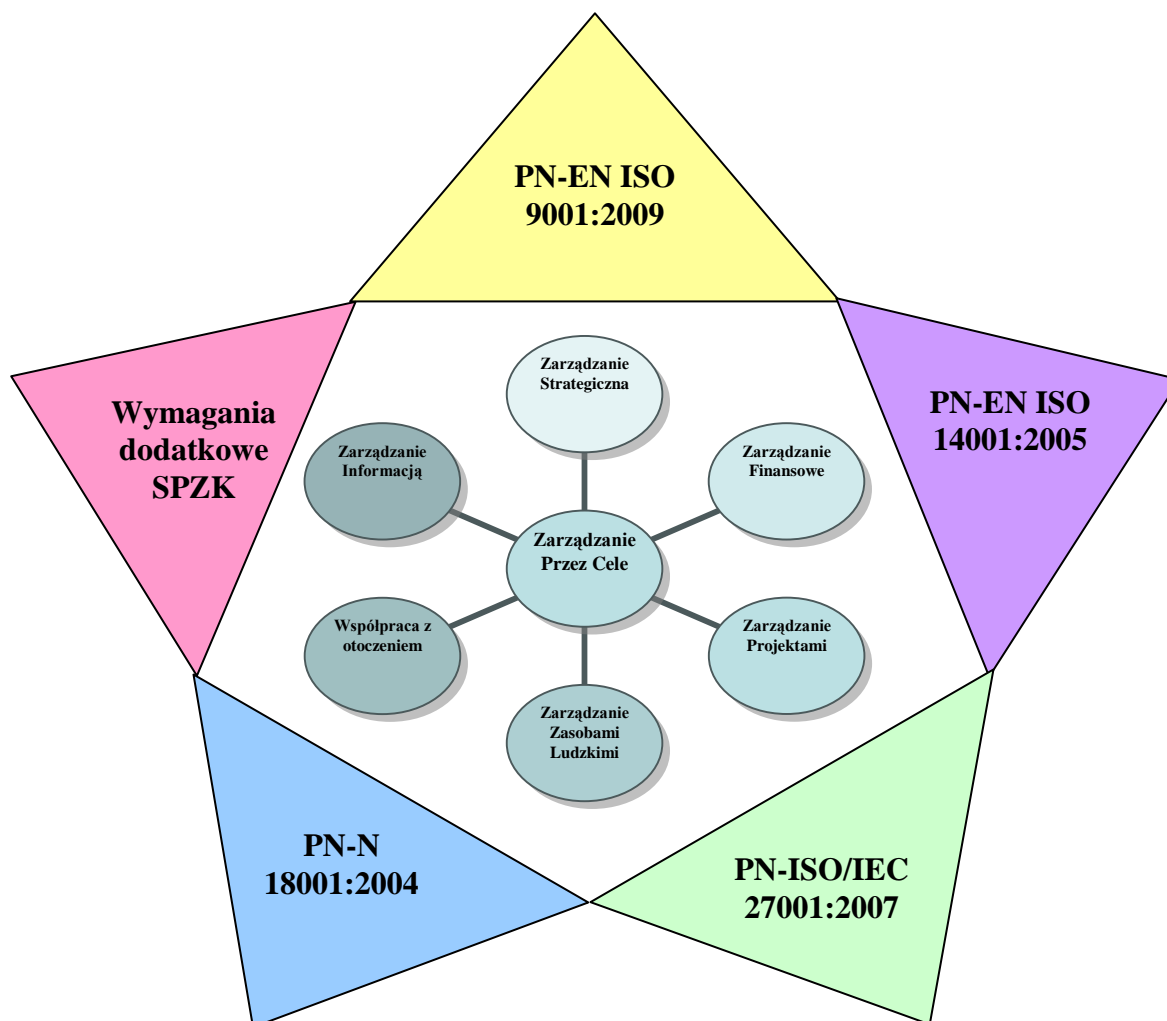 PN-EN ISO
9001:2009
PN-EN ISO
14001:2005
PN-ISO/IEC
27001:2007
PN-N
18001:2004
Wymagania
dodatkowe
SPZK
Zarządzanie
Strategiczna
Zarządzanie
Finansowe
Zarządzanie
Projektami
Zarządzanie
Zasobami
Ludzkimi
Współpraca z
otoczeniem
Zarządzanie
Informacją
Zarządzanie
Przez Cele